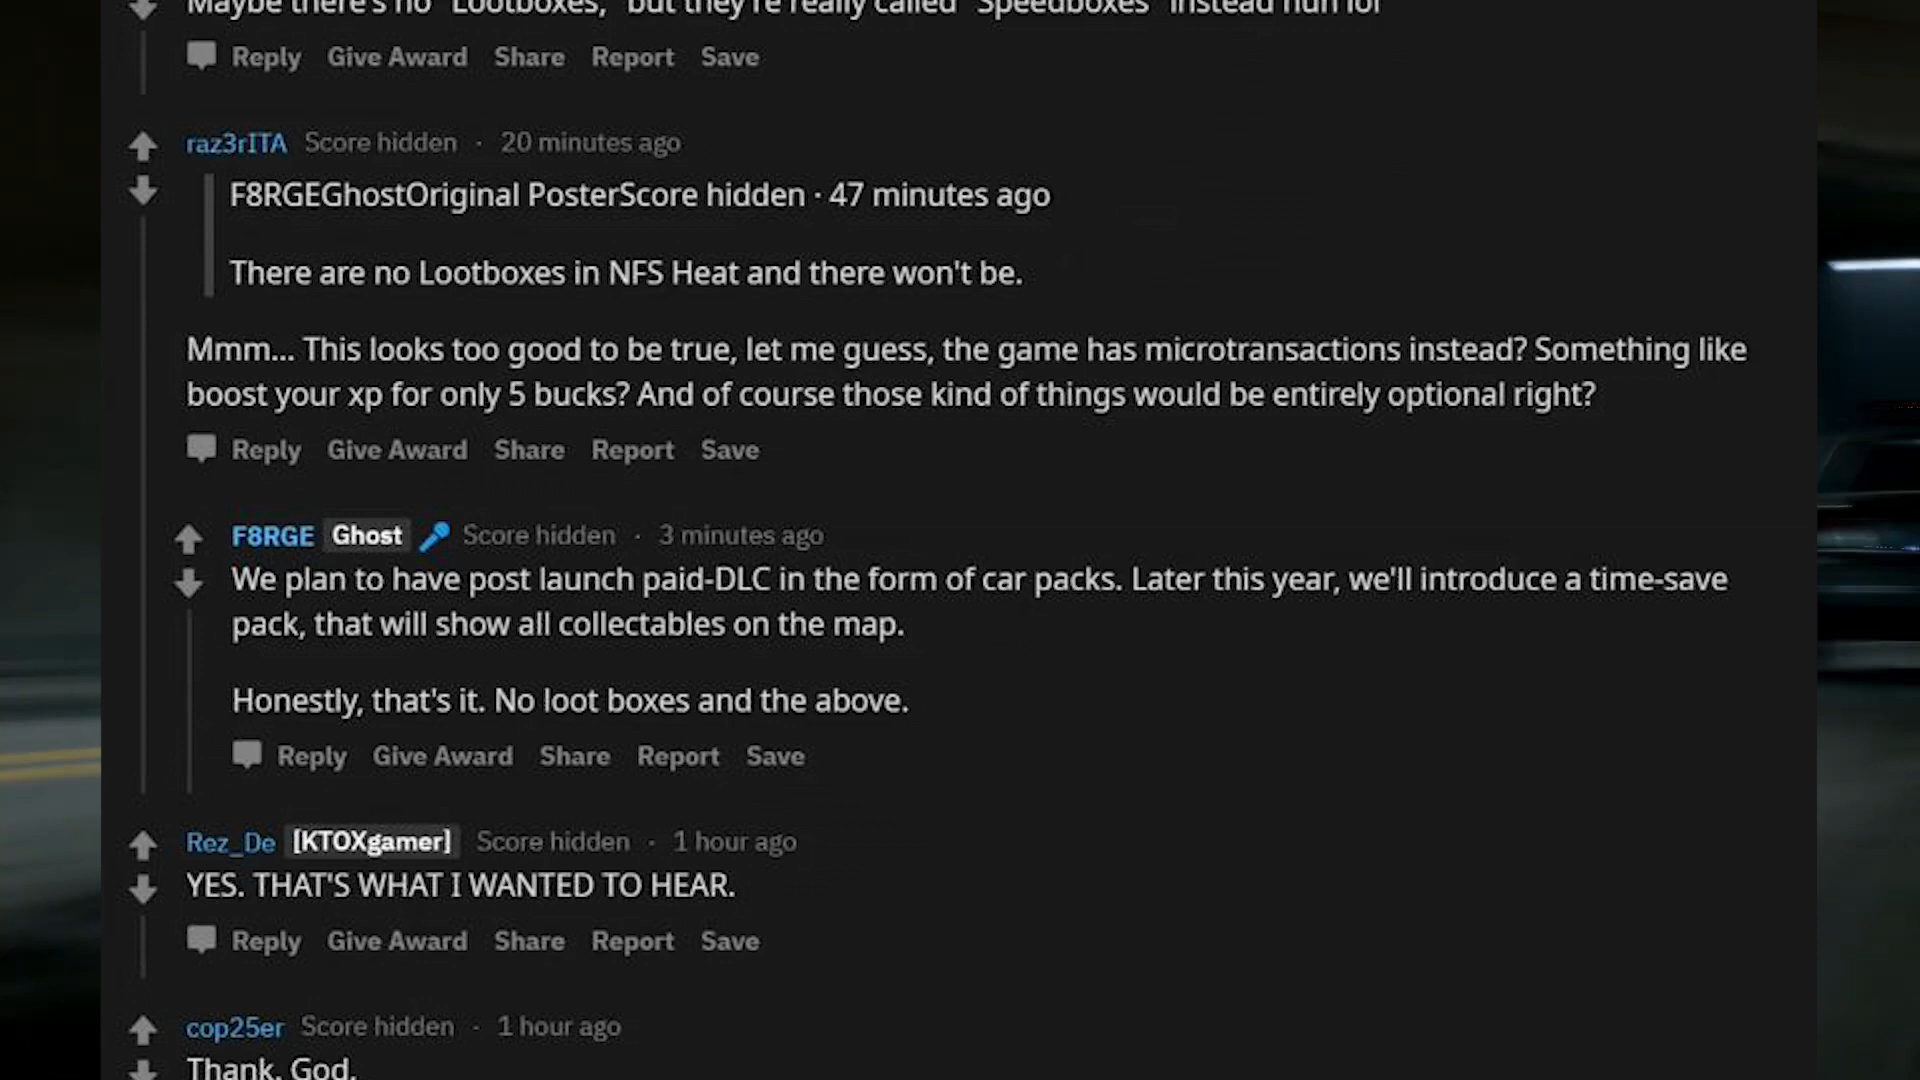 Maybe there's no "Lootboxes," but they're really called "Speedboxes" instead huh lol
Reply Give Award Share Report Save
raz3rITA Score hidden · 20 minutes ago
F8RGEGhostOriginal PosterScore hidden · 47 minutes ago
There are no Lootboxes in NFS Heat and there won't be.
Mmm... This looks too good to be true, let me guess, the game has microtransactions instead? Something like
boost your xp for only 5 bucks? And of course those kind of things would be entirely optional right?
Reply Give Award Share Report Save
F8RGE Ghost Score hidden · 3 minutes ago
We plan to have post launch paid-DLC in the form of car packs. Later this year, we'll introduce a time-save
pack, that will show all collectables on the map.
Honestly, that's it. No loot boxes and the above.
Reply Give Award Share Report Save
Rez_De [KTOXgamer] Score hidden · 1 hour ago
YES. THAT'S WHAT I WANTED TO HEAR.
Reply Give Award Share Report Save
cop25er Score hidden · 1 hour ago
Thank. God.